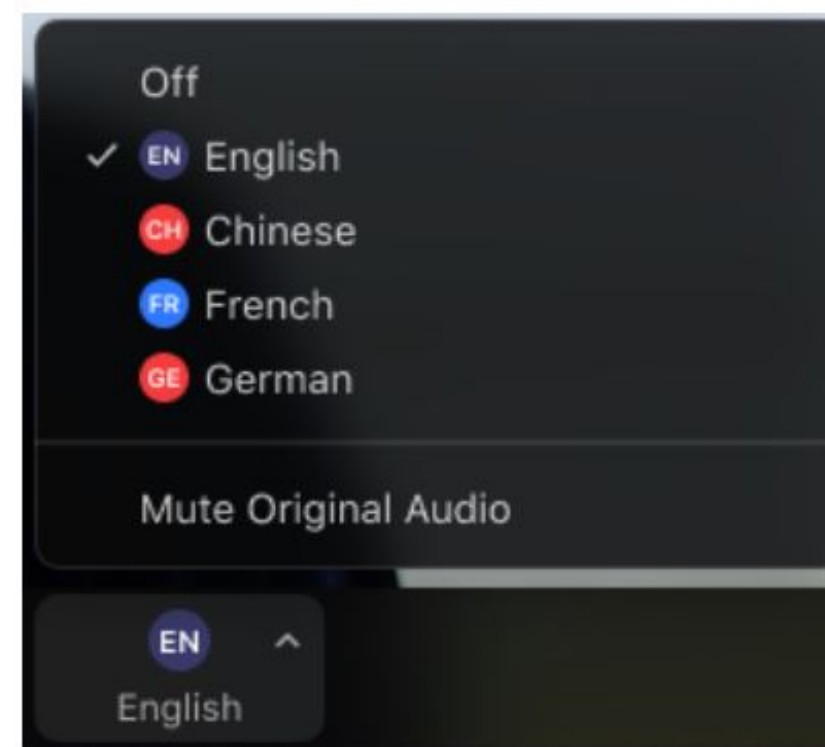 Off
EN English
CH Chinese
FR French
GE German
Mute Original Audio
EN
English